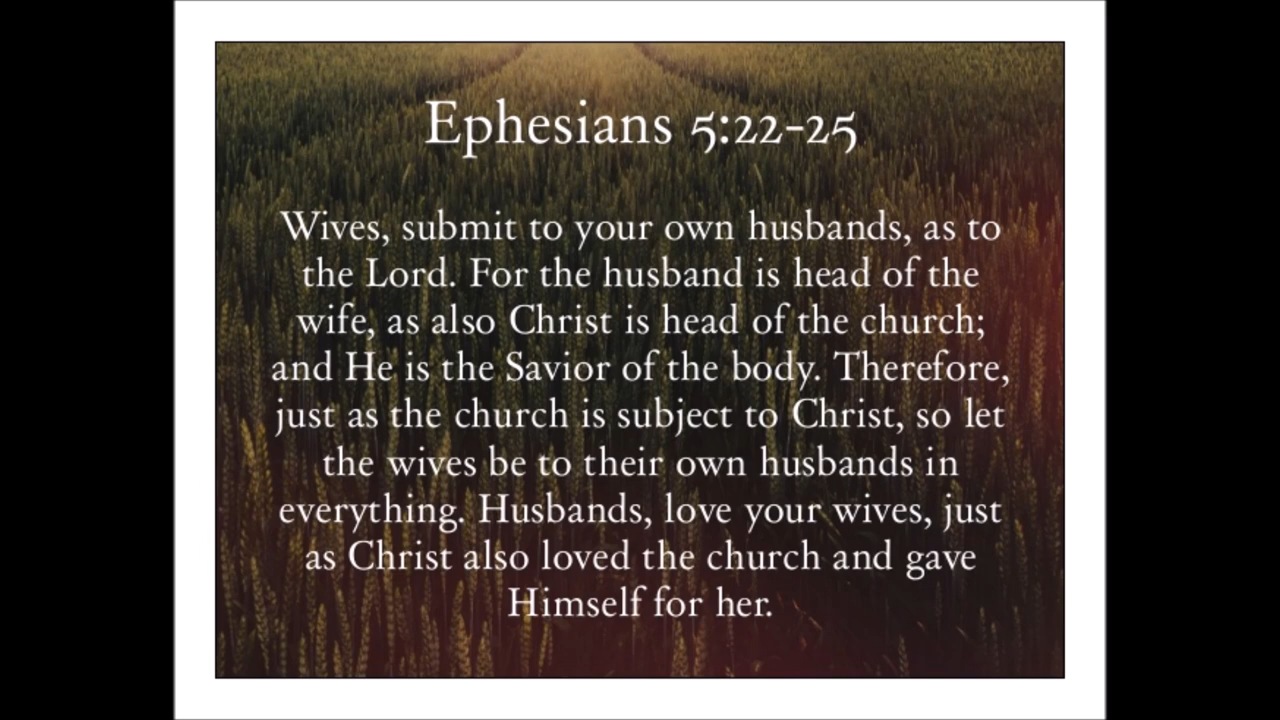 Ephesians 5:22-25
Wives, submit to your own husbands, as to
the Lord. For the husband is head of the
wife, as also Christ is head of the church;
and He is the Savior of the body. Therefore,
just as the church is subject to Christ, so let
the wives be to their own husbands in
everything. Husbands, love your wives, just
as Christ also loved the church and gave
Himself for her.